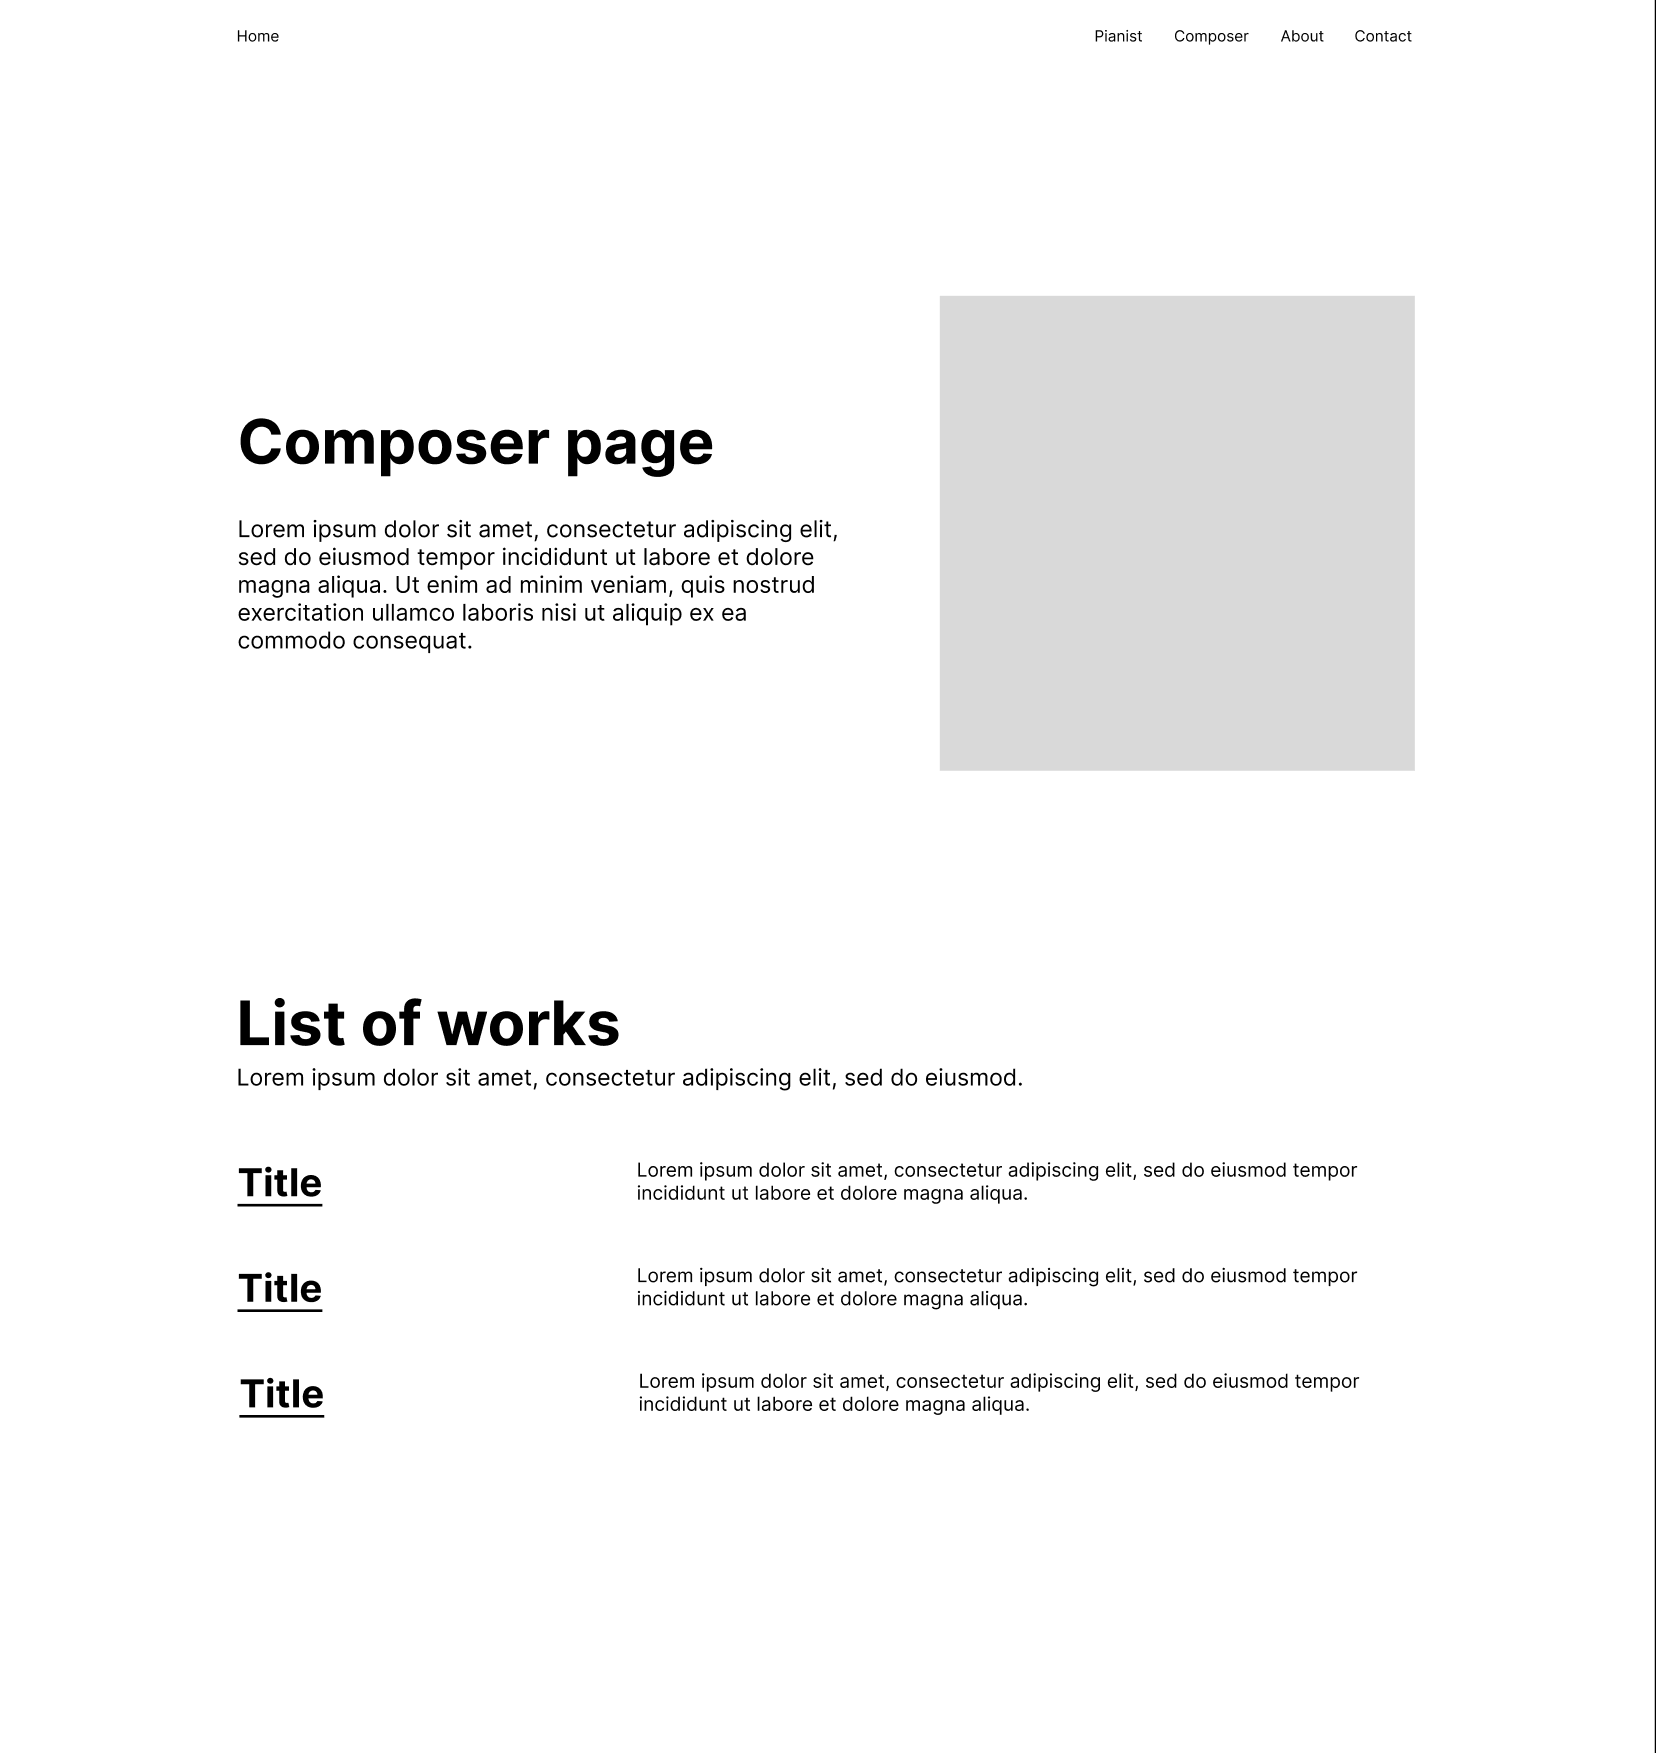 Home
Pianist Composer About Contact
Composer page
Lorem ipsum dolor sit amet, consectetur adipiscing elit,
sed do eiusmod tempor incididunt ut labore et dolore
magna aliqua. Ut enim ad minim veniam, quis nostrud
exercitation ullamco laboris nisi ut aliquip ex ea
commodo consequat.
List of works
Lorem ipsum dolor sit amet, consectetur adipiscing elit, sed do eiusmod.
Title
Lorem ipsum dolor sit amet, consectetur adipiscing elit, sed do eiusmod tempor
incididunt ut labore et dolore magna aliqua.
Title
Lorem ipsum dolor sit amet, consectetur adipiscing elit, sed do eiusmod tempor
incididunt ut labore et dolore magna aliqua.
Title
Lorem ipsum dolor sit amet, consectetur adipiscing elit, sed do eiusmod tempor
incididunt ut labore et dolore magna aliqua.